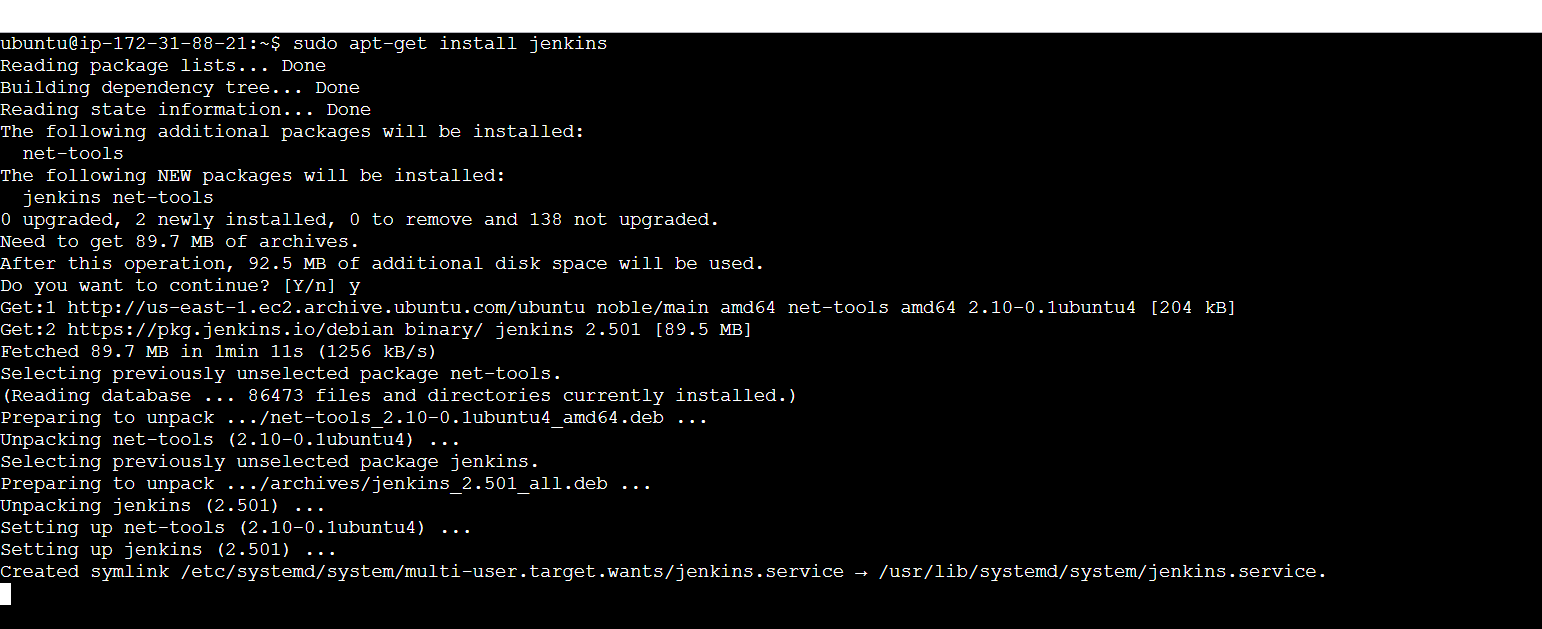 ubuntu@ip-172-31-88-21:~$ sudo apt-get install jenkins
Reading package lists... Done
Building dependency tree... Done
Reading state information... Done
The following additional packages will be installed:
  net-tools
The following NEW packages will be installed:
  jenkins net-tools
0 upgraded, 2 newly installed, 0 to remove and 138 not upgraded.
Need to get 89.7 MB of archives.
After this operation, 92.5 MB of additional disk space will be used.
Do you want to continue? [Y/n] y
Get:1 http://us-east-1.ec2.archive.ubuntu.com/ubuntu noble/main amd64 net-tools amd64 2.10-0.1ubuntu4 [204 kB]
Get:2 https://pkg.jenkins.io/debian binary/ jenkins 2.501 [89.5 MB]
Fetched 89.7 MB in 1min 11s (1256 kB/s)
Selecting previously unselected package net-tools.
(Reading database ... 86473 files and directories currently installed.)
Preparing to unpack .../net-tools_2.10-0.1ubuntu4_amd64.deb ...
Unpacking net-tools (2.10-0.1ubuntu4) ...
Selecting previously unselected package jenkins.
Preparing to unpack .../archives/jenkins_2.501_all.deb ...
Unpacking jenkins (2.501) ...
Setting up net-tools (2.10-0.1ubuntu4) ...
Setting up jenkins (2.501) ...
Created symlink /etc/systemd/system/multi-user.target.wants/jenkins.service → /usr/lib/systemd/system/jenkins.service.